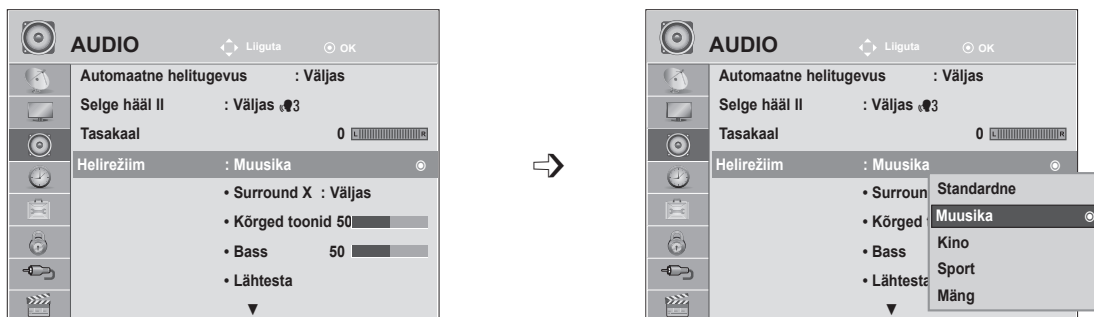 AUDIO
Liiguta
OK
Automaatne helitugevus : Väljas
Selge hääl II : Väljas 3
Tasakaal 0 L R
Helirežiim : Muusika
• Surround X : Väljas
• Kõrged toonid 50
• Bass 50
• Lähtesta
▼
AUDIO
Liiguta
OK
Automaatne helitugevus : Väljas
Selge hääl II : Väljas 3
Tasakaal 0 L R
Helirežiim : Muusika
• Surroun
• Kõrged
• Bass
• Lähtesta
▼
Standardne
Muusika
Kino
Sport
Mäng